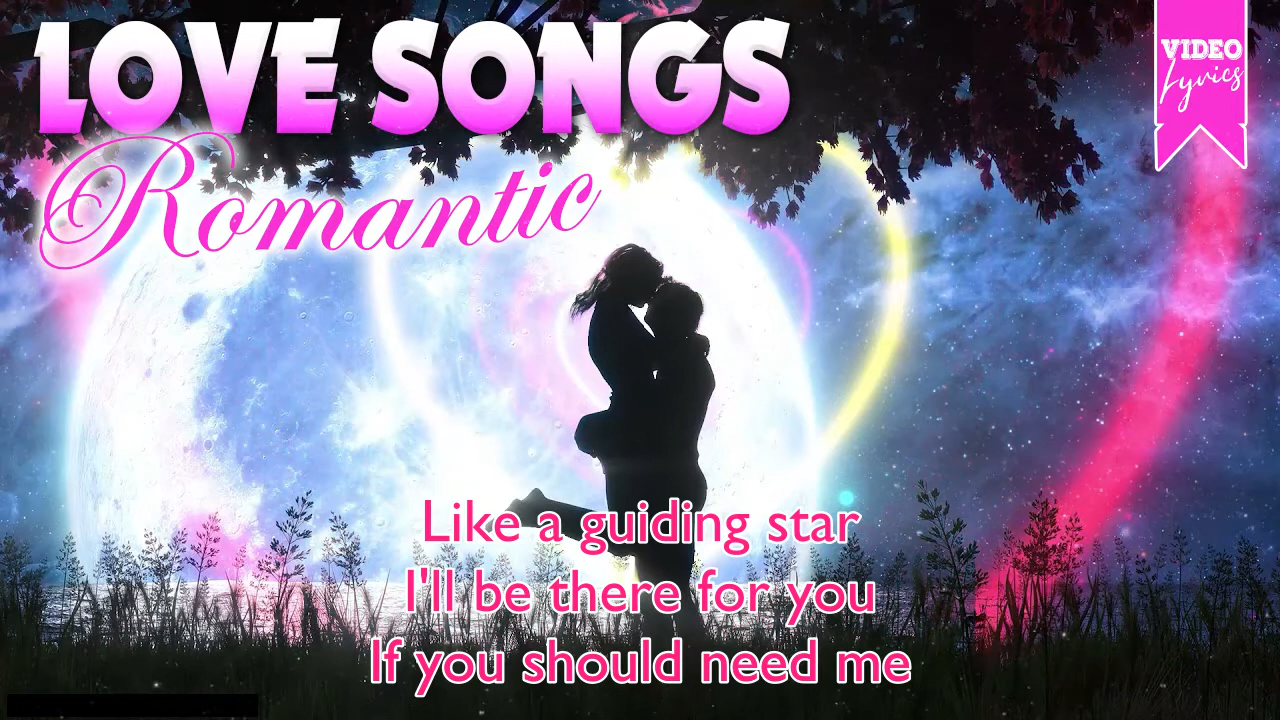 LOVE SONGS
Romantic
VIDEO
Lyrics
Like a guiding star
I'll be there for you
If you should need me